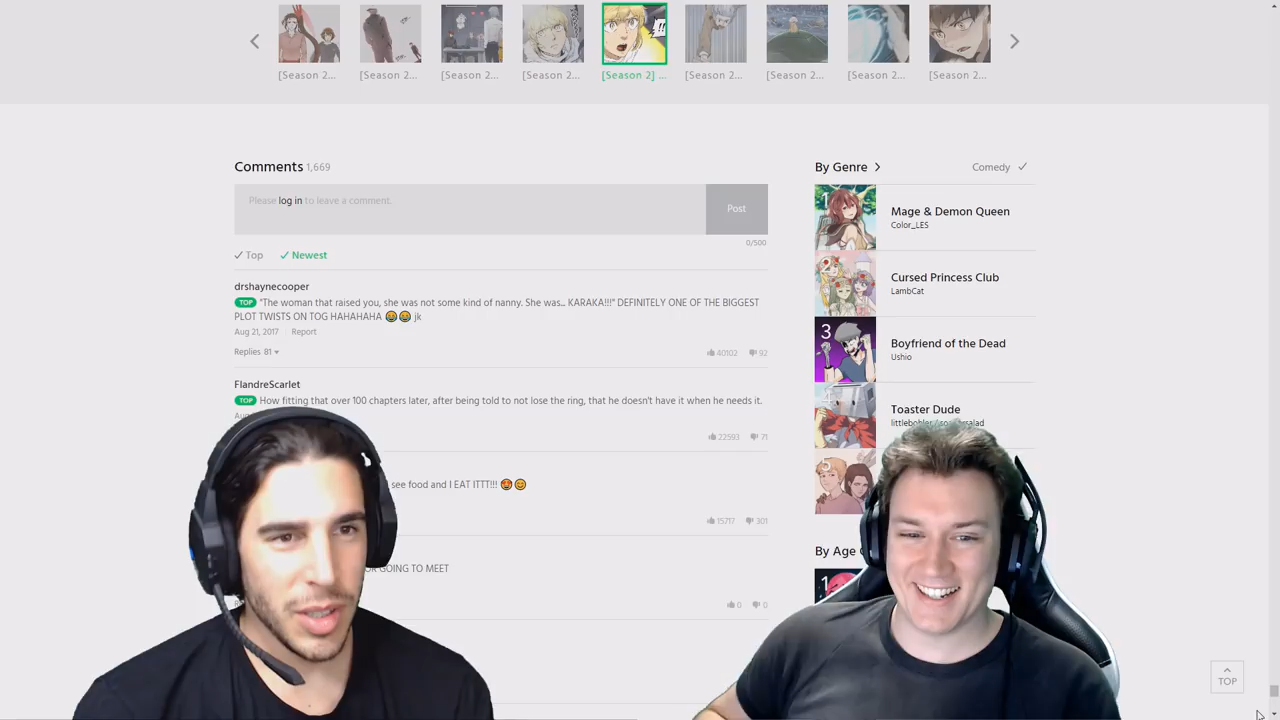 [Season 2...
[Season 2...
[Season 2...
[Season 2...
[Season 2] ...
[Season 2...
[Season 2...
[Season 2...
[Season 2...
!!
Comments 1,669
Please log in to leave a comment.
Post
0/500
Top
Newest
drshaynecooper
TOP "The woman that raised you, she was not some kind of nanny. She was... KARAKA!!!" DEFINITELY ONE OF THE BIGGEST
PLOT TWISTS ON TOG HAHAHAHA 😂😂 jk
Aug 21, 2017 Report
Replies 81
40102 92
FlandreScarlet
TOP How fitting that over 100 chapters later, after being told to not lose the ring, that he doesn't have it when he needs it.
22593 71
see food and I EAT ITTT!!! 😍😊
15717 301
OR GOING TO MEET
0 0
By Genre
Comedy
1
Mage & Demon Queen
Color_LES
Cursed Princess Club
LambCat
3
Boyfriend of the Dead
Ushio
4
Toaster Dude
5
By Age
1
TOP